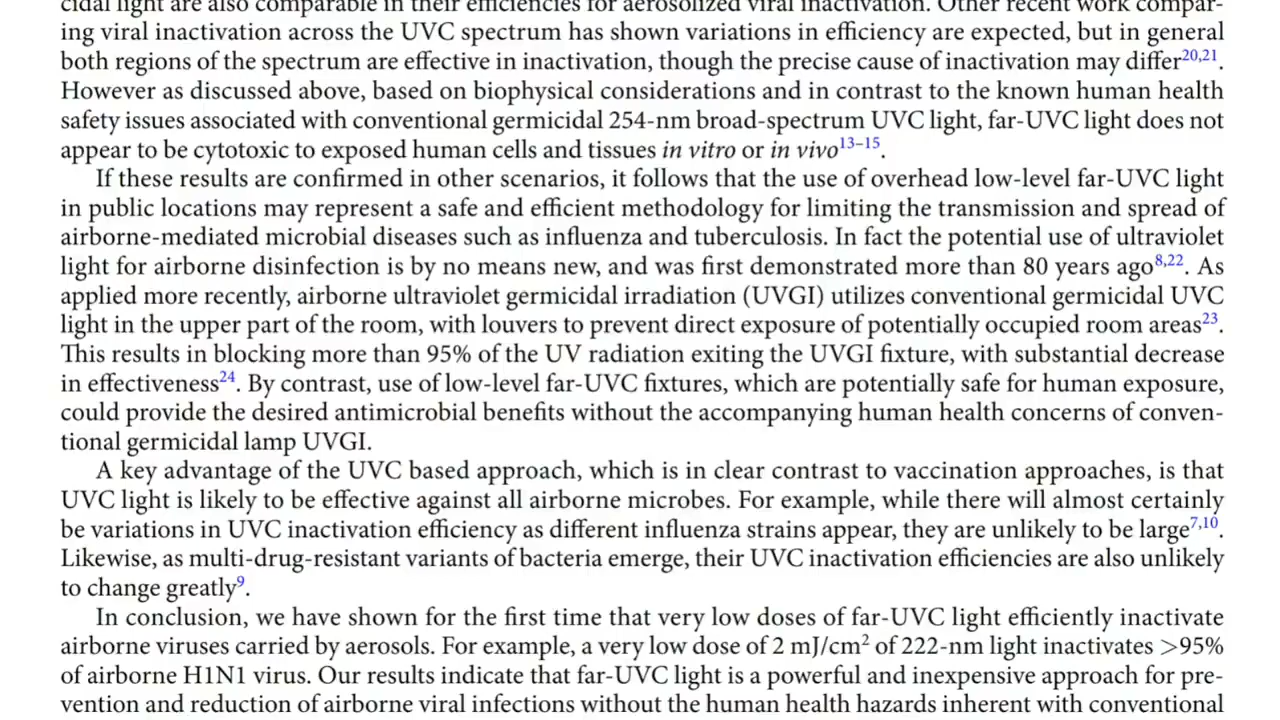 cidal light are also comparable in their efficiencies for aerosolized viral inactivation. Other recent work compar-
ing viral inactivation across the UVC spectrum has shown variations in efficiency are expected, but in general
both regions of the spectrum are effective in inactivation, though the precise cause of inactivation may differ20,21.
However as discussed above, based on biophysical considerations and in contrast to the known human health
safety issues associated with conventional germicidal 254-nm broad-spectrum UVC light, far-UVC light does not
appear to be cytotoxic to exposed human cells and tissues in vitro or in vivo13–15.
If these results are confirmed in other scenarios, it follows that the use of overhead low-level far-UVC light
in public locations may represent a safe and efficient methodology for limiting the transmission and spread of
airborne-mediated microbial diseases such as influenza and tuberculosis. In fact the potential use of ultraviolet
light for airborne disinfection is by no means new, and was first demonstrated more than 80 years ago8,22. As
applied more recently, airborne ultraviolet germicidal irradiation (UVGI) utilizes conventional germicidal UVC
light in the upper part of the room, with louvers to prevent direct exposure of potentially occupied room areas23.
This results in blocking more than 95% of the UV radiation exiting the UVGI fixture, with substantial decrease
in effectiveness24. By contrast, use of low-level far-UVC fixtures, which are potentially safe for human exposure,
could provide the desired antimicrobial benefits without the accompanying human health concerns of conven-
tional germicidal lamp UVGI.
A key advantage of the UVC based approach, which is in clear contrast to vaccination approaches, is that
UVC light is likely to be effective against all airborne microbes. For example, while there will almost certainly
be variations in UVC inactivation efficiency as different influenza strains appear, they are unlikely to be large7,10.
Likewise, as multi-drug-resistant variants of bacteria emerge, their UVC inactivation efficiencies are also unlikely
to change greatly9.
In conclusion, we have shown for the first time that very low doses of far-UVC light efficiently inactivate
airborne viruses carried by aerosols. For example, a very low dose of 2 mJ/cm2 of 222-nm light inactivates >95%
of airborne H1N1 virus. Our results indicate that far-UVC light is a powerful and inexpensive approach for pre-
vention and reduction of airborne viral infections without the human health hazards inherent with conventional